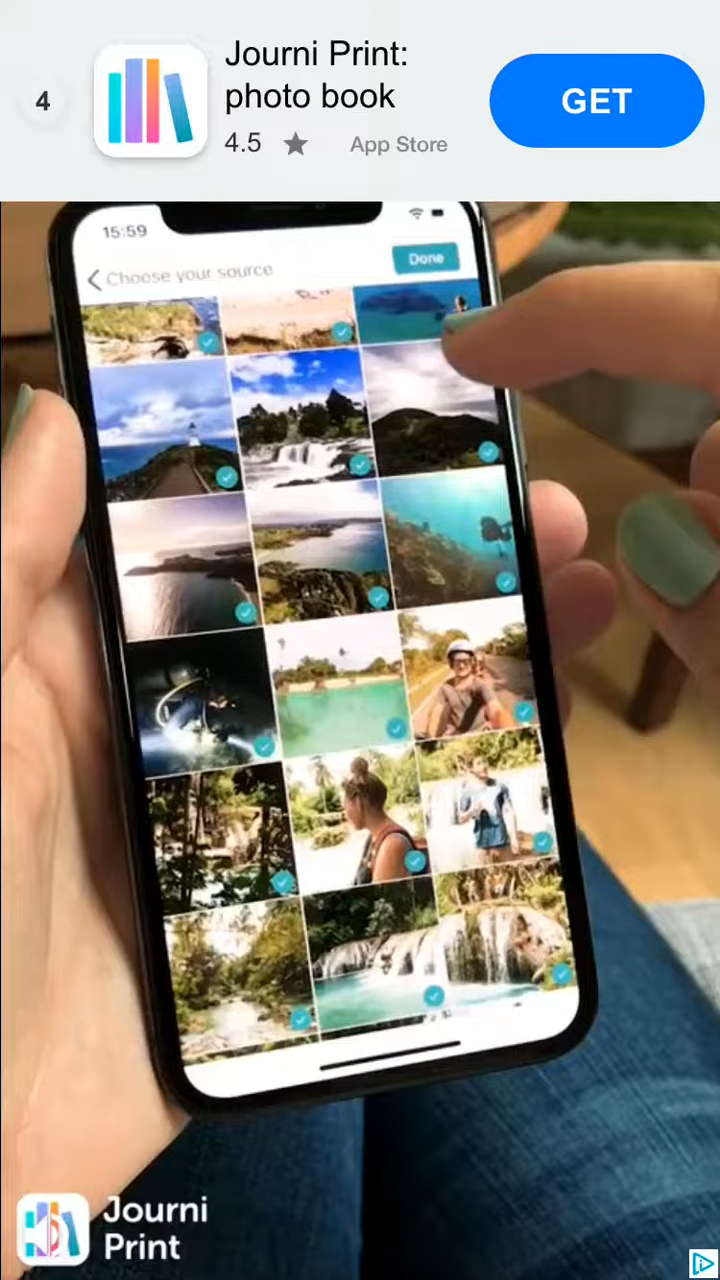 4
Journi Print:
photo book
4.5
App Store
GET
15:59
Choose your source
Done
Journi
Print